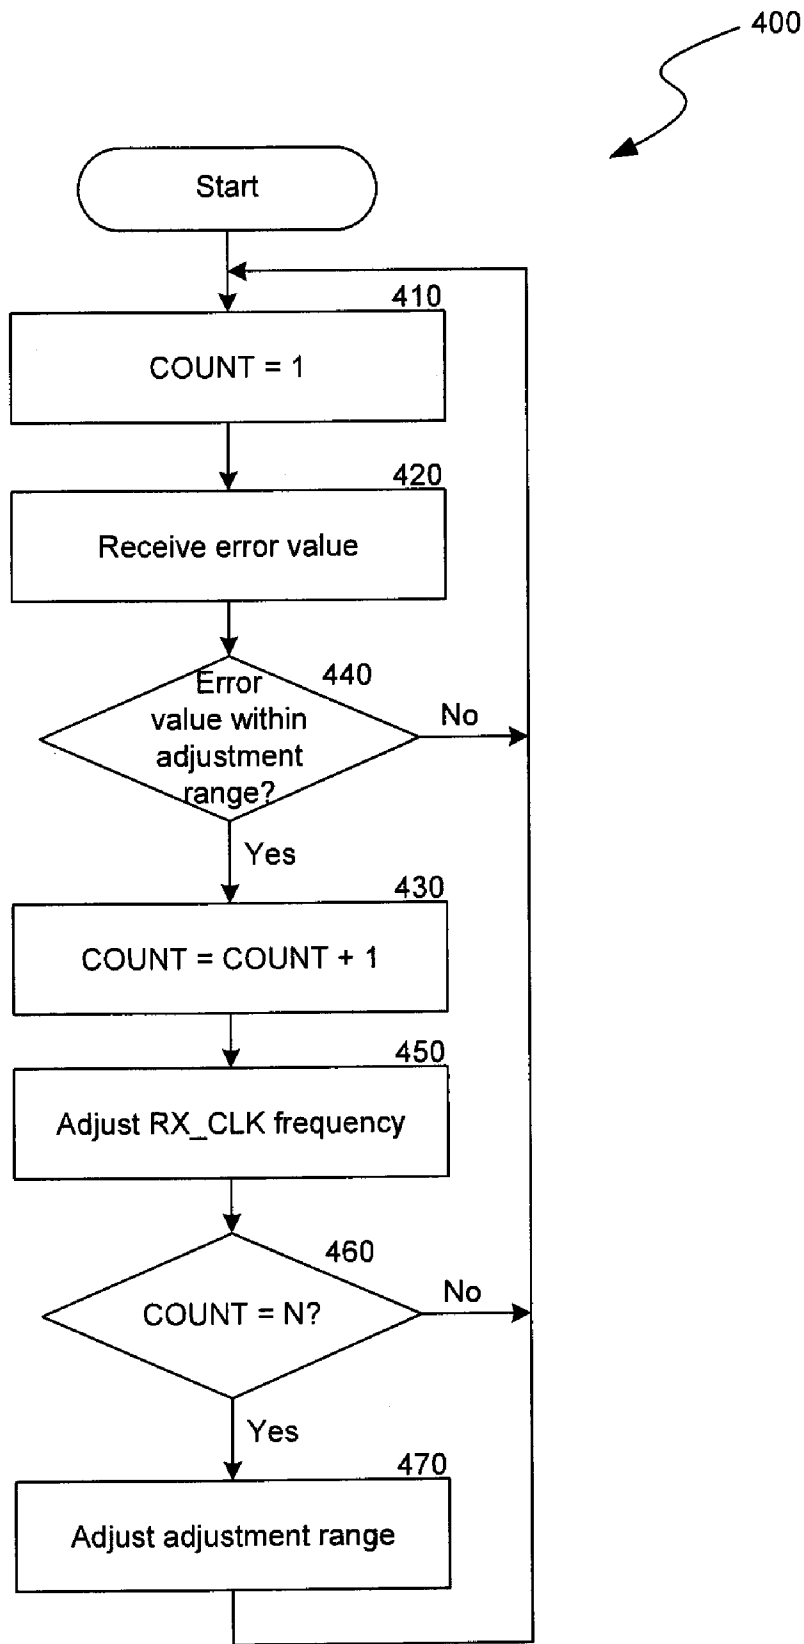 400
Start
410
COUNT = 1
420
Receive error value
440
Error
value within
adjustment
range?
No
Yes
430
COUNT = COUNT + 1
450
Adjust RX_CLK frequency
460
COUNT = N?
No
Yes
470
Adjust adjustment range